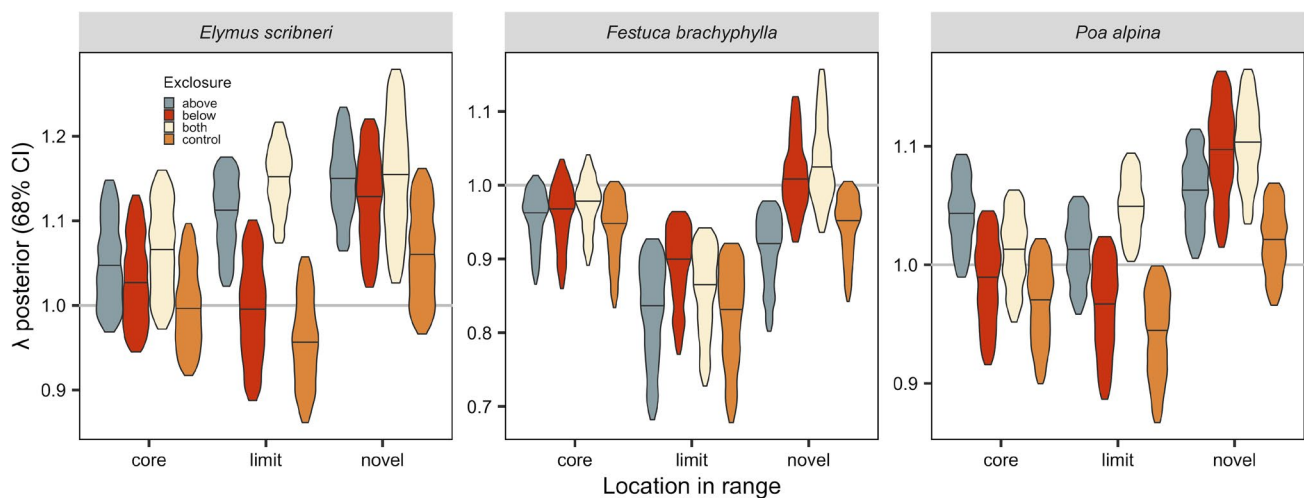 Elymus scribneri
Festuca brachyphylla
Poa alpina
λ posterior (68% CI)
Exclosure
above
below
both
control
1.2
1.1
1.0
0.9
core
limit
novel
1.1
1.0
0.9
0.8
0.7
core
limit
novel
1.1
1.0
0.9
core
limit
novel
Location in range